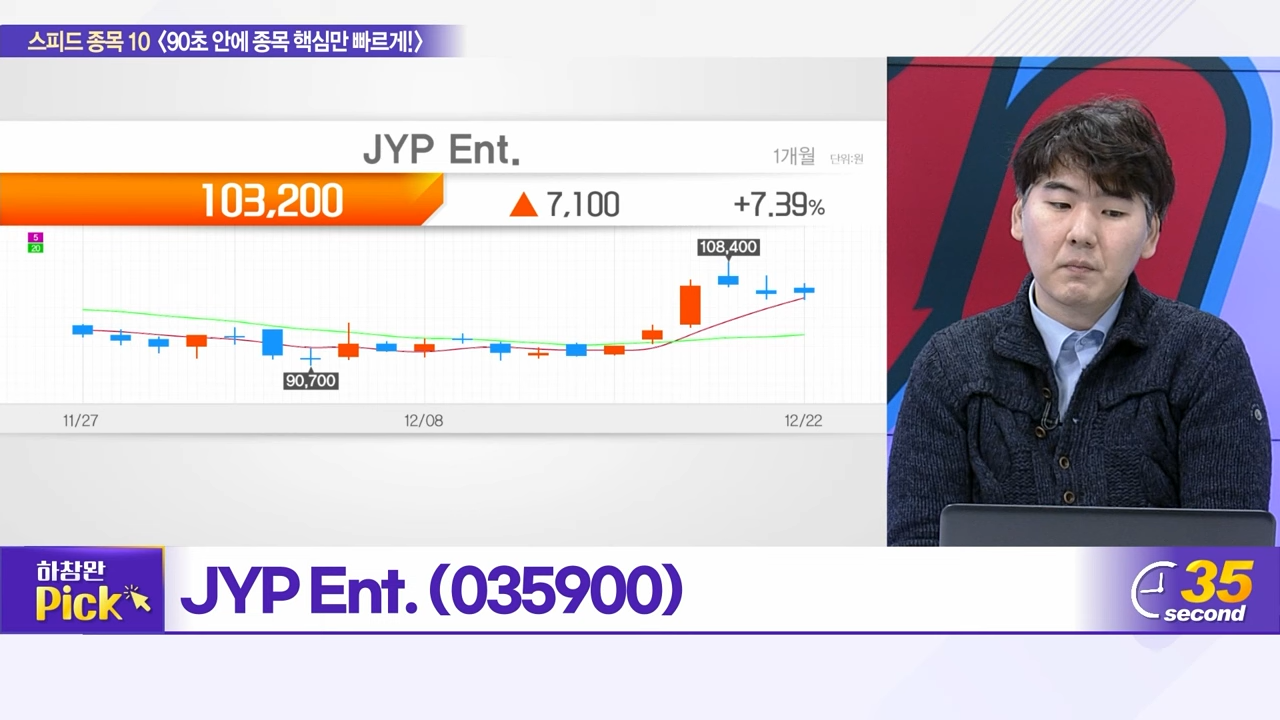 스피드 종목 10 <90초 안에 종목 핵심만 빠르게!>
JYP Ent.
1개월 단위:원
103,200 ▲ 7,100 +7.39%
5
20
108,400
90,700
11/27 12/08 12/22
하창완
Pick
JYP Ent. (035900)
35
second